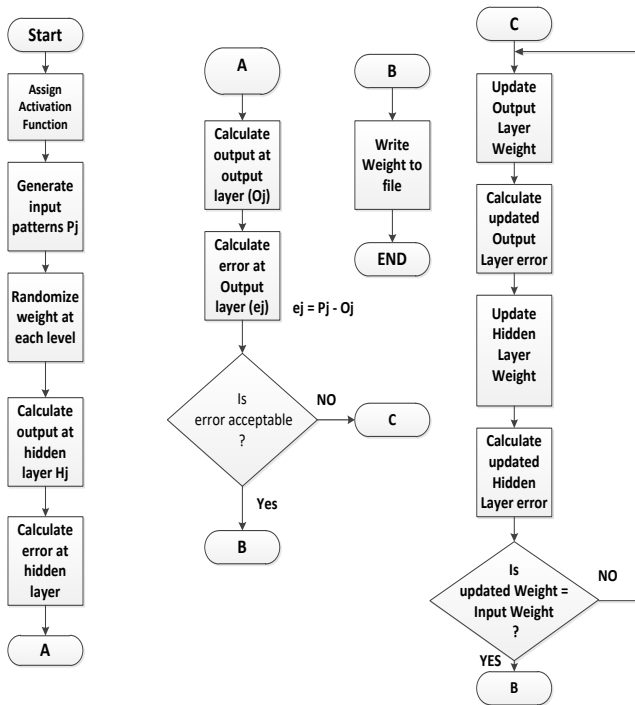 Start
Assign
Activation
Function
Generate
input
patterns Pj
Randomize
weight at
each level
Calculate
output at
hidden
layer Hj
Calculate
error at
hidden
layer
A
A
Calculate
output at
output
layer (Oj)
Calculate
error at
Output
layer (ej)
ej = Pj - Oj
Is
error acceptable
?
NO
C
Yes
B
B
Write
Weight to
file
END
C
Update
Output
Layer
Weight
Calculate
updated
Output
Layer error
Update
Hidden
Layer
Weight
Calculate
updated
Hidden
Layer error
Is
updated Weight =
Input Weight
?
NO
YES
B